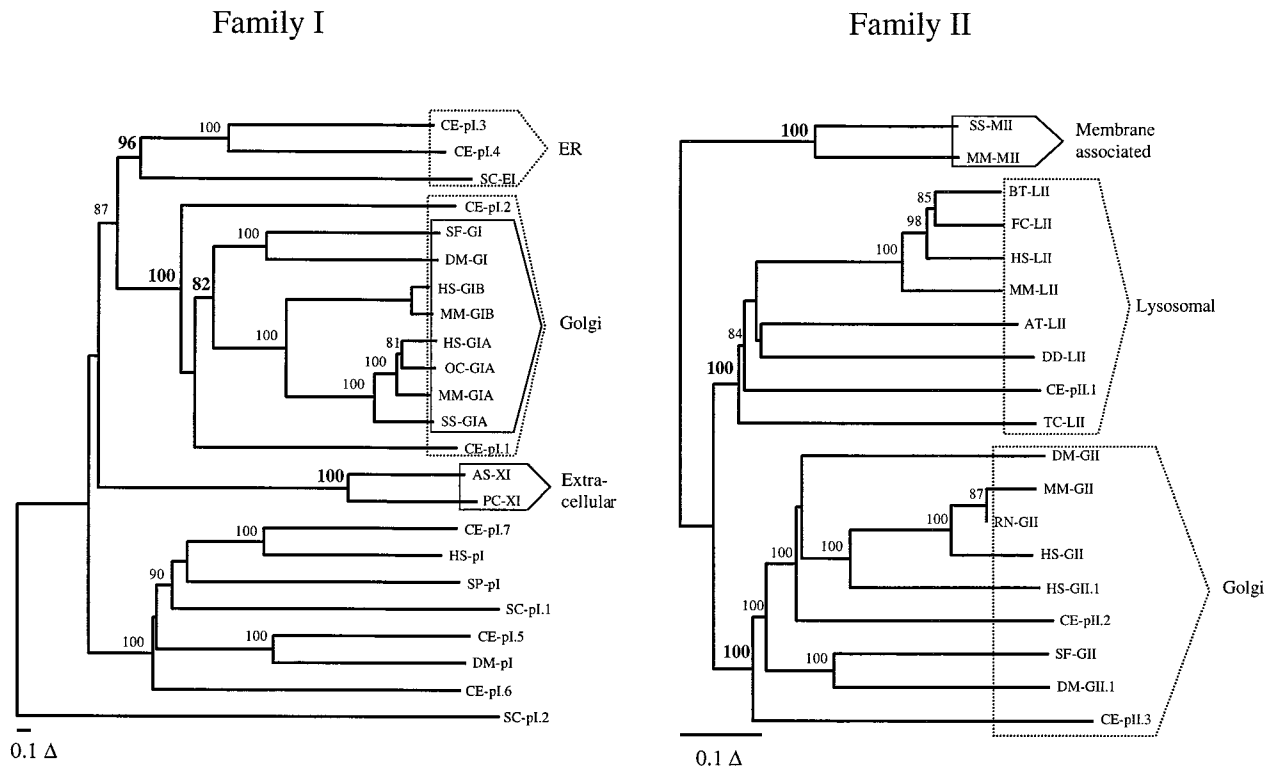 Family I
Family II
96
100
CE-pI.3
CE-pI.4
SC-EI
ER
87
100
82
CE-pI.2
100
SF-GI
DM-GI
HS-GIB
MM-GIB
100
81
HS-GIA
100
OC-GIA
100
MM-GIA
SS-GIA
CE-pI.1
Golgi
100
AS-XI
PC-XI
Extra-
cellular
100
CE-pI.7
HS-pI
90
SP-pI
SC-pI.1
100
100
CE-pI.5
DM-pI
CE-pI.6
SC-pI.2
0.1 Δ
100
SS-MII
MM-MII
Membrane
associated
85
BT-LII
98
FC-LII
100
HS-LII
MM-LII
Lysosomal
84
AT-LII
DD-LII
100
CE-pII.1
TC-LII
DM-GII
87
MM-GII
100
RN-GII
100
100
HS-GII
HS-GII.1
Golgi
100
CE-pII.2
100
100
SF-GII
DM-GII.1
CE-pII.3
0.1 Δ